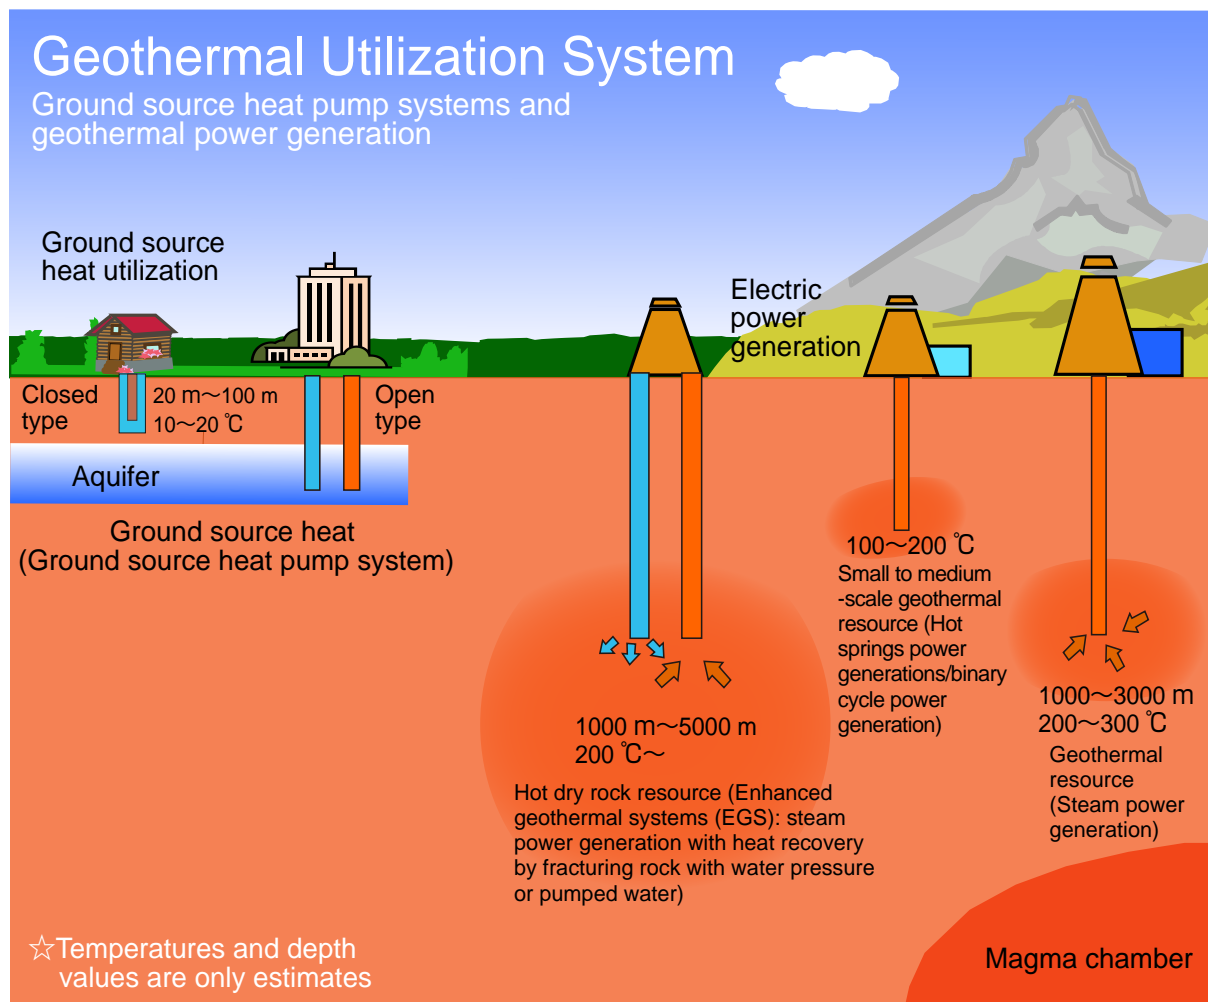 Geothermal Utilization System
Ground source heat pump systems and
geothermal power generation
Ground source
heat utilization
Electric
power
generation
Closed
type
20 m～100 m
10～20 ℃
Open
type
Aquifer
Ground source heat
(Ground source heat pump system)
100～200 ℃
Small to medium
-scale geothermal
resource (Hot
springs power
generations/binary
cycle power
generation)
1000～3000 m
200～300 ℃
Geothermal
resource
(Steam power
generation)
1000 m～5000 m
200 ℃～
Hot dry rock resource (Enhanced
geothermal systems (EGS): steam
power generation with heat recovery
by fracturing rock with water pressure
or pumped water)
☆Temperatures and depth
values are only estimates
Magma chamber